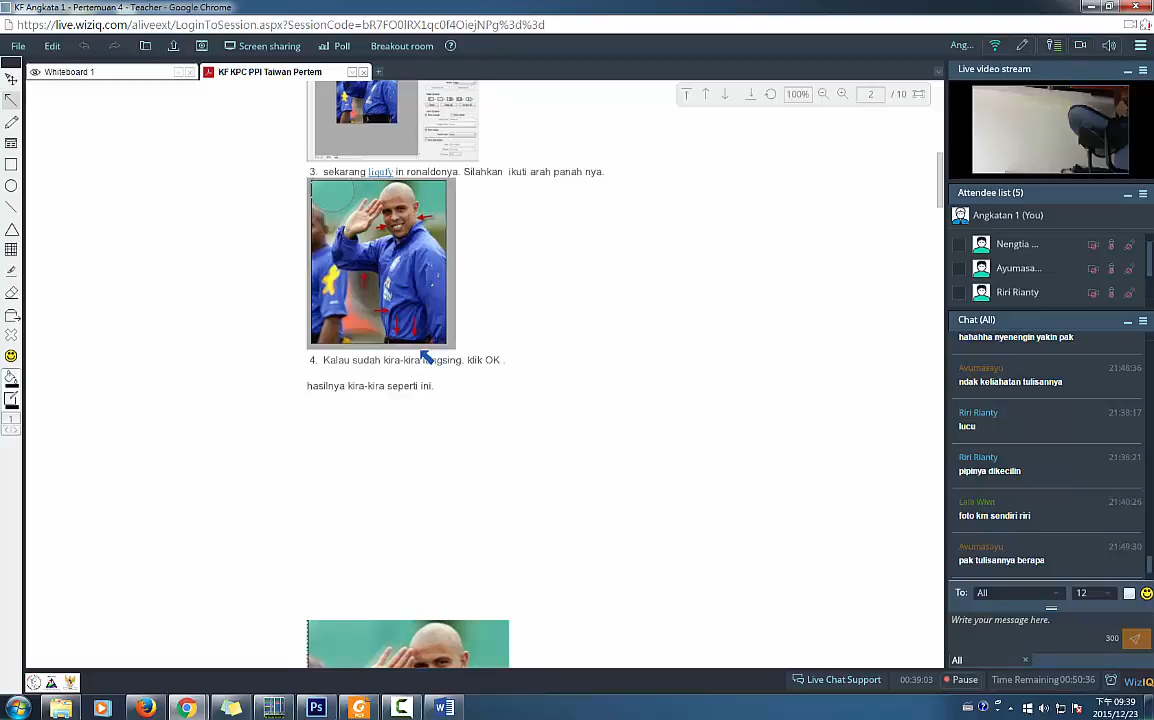 KF Angkata 1 - Pertemuan 4 - Teacher - Google Chrome
https://live.wiziq.com/aliveext/LoginToSession.aspx?SessionCode=bR7FO0lRX1qc0f4OiejNPg%3d%3d
File Edit Screen sharing Poll Breakout room Ang...
Whiteboard 1 KF KPC PPI Taiwan Pertem
100% 2 / 10
3. sekarang liqufy in ronaldonya. Silahkan ikuti arah panah nya.
4. Kalau sudah kira-kira klik OK .
hasilnya kira-kira seperti ini.
Live video stream
Attendee list (5)
Angkatan 1 (You)
Nengtia ...
Ayumasa...
Riri Rianty
Chat (All)
hahahha nyenengin yakin pak
Ayumasayu 21:48:36
ndak keliahatan tulisannya
Riri Rianty 21:38:17
lucu
Riri Rianty 21:38:21
pipinya dikecilin
Lala Wiwi 21:40:26
foto km sendiri riri
Ayumasayu 21:49:30
pak tulisannya berapa
To: All 12
Write your message here.
300
All
1
Live Chat Support 00:39:03 Pause Time Remaining 00:50:36 WizIQ
Ps
下午 09:39
2015/12/23